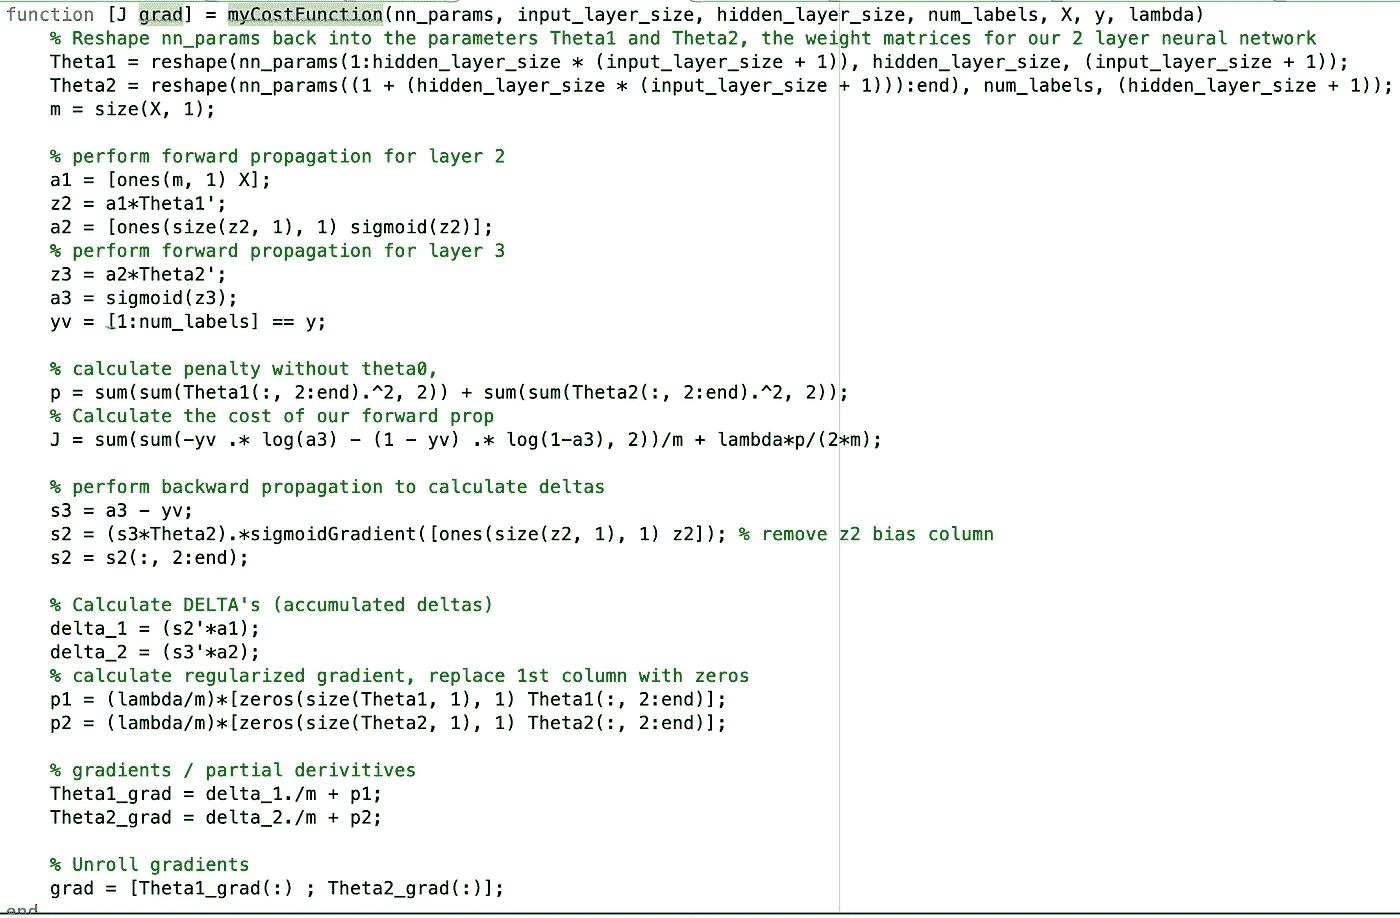 function [J grad] = myCostFunction(nn_params, input_layer_size, hidden_layer_size, num_labels, X, y, lambda)
% Reshape nn_params back into the parameters Theta1 and Theta2, the weight matrices for our 2 layer neural network
Theta1 = reshape(nn_params(1:hidden_layer_size * (input_layer_size + 1)), hidden_layer_size, (input_layer_size + 1));
Theta2 = reshape(nn_params((1 + (hidden_layer_size * (input_layer_size + 1))):end), num_labels, (hidden_layer_size + 1));
m = size(X, 1);
% perform forward propagation for layer 2
a1 = [ones(m, 1) X];
z2 = a1*Theta1';
a2 = [ones(size(z2, 1), 1) sigmoid(z2)];
% perform forward propagation for layer 3
z3 = a2*Theta2';
a3 = sigmoid(z3);
yv = [1:num_labels] == y;
% calculate penalty without theta0,
p = sum(sum(Theta1(:, 2:end).^2, 2)) + sum(sum(Theta2(:, 2:end).^2, 2));
% Calculate the cost of our forward prop
J = sum(sum(-yv .* log(a3) - (1 - yv) .* log(1-a3), 2))/m + lambda*p/(2*m);
% perform backward propagation to calculate deltas
s3 = a3 - yv;
s2 = (s3*Theta2).*sigmoidGradient([ones(size(z2, 1), 1) z2]); % remove z2 bias column
s2 = s2(:, 2:end);
% Calculate DELTA's (accumulated deltas)
delta_1 = (s2'*a1);
delta_2 = (s3'*a2);
% calculate regularized gradient, replace 1st column with zeros
p1 = (lambda/m)*[zeros(size(Theta1, 1), 1) Theta1(:, 2:end)];
p2 = (lambda/m)*[zeros(size(Theta2, 1), 1) Theta2(:, 2:end)];
% gradients / partial derivitives
Theta1_grad = delta_1./m + p1;
Theta2_grad = delta_2./m + p2;
% Unroll gradients
grad = [Theta1_grad(:) ; Theta2_grad(:)];
end